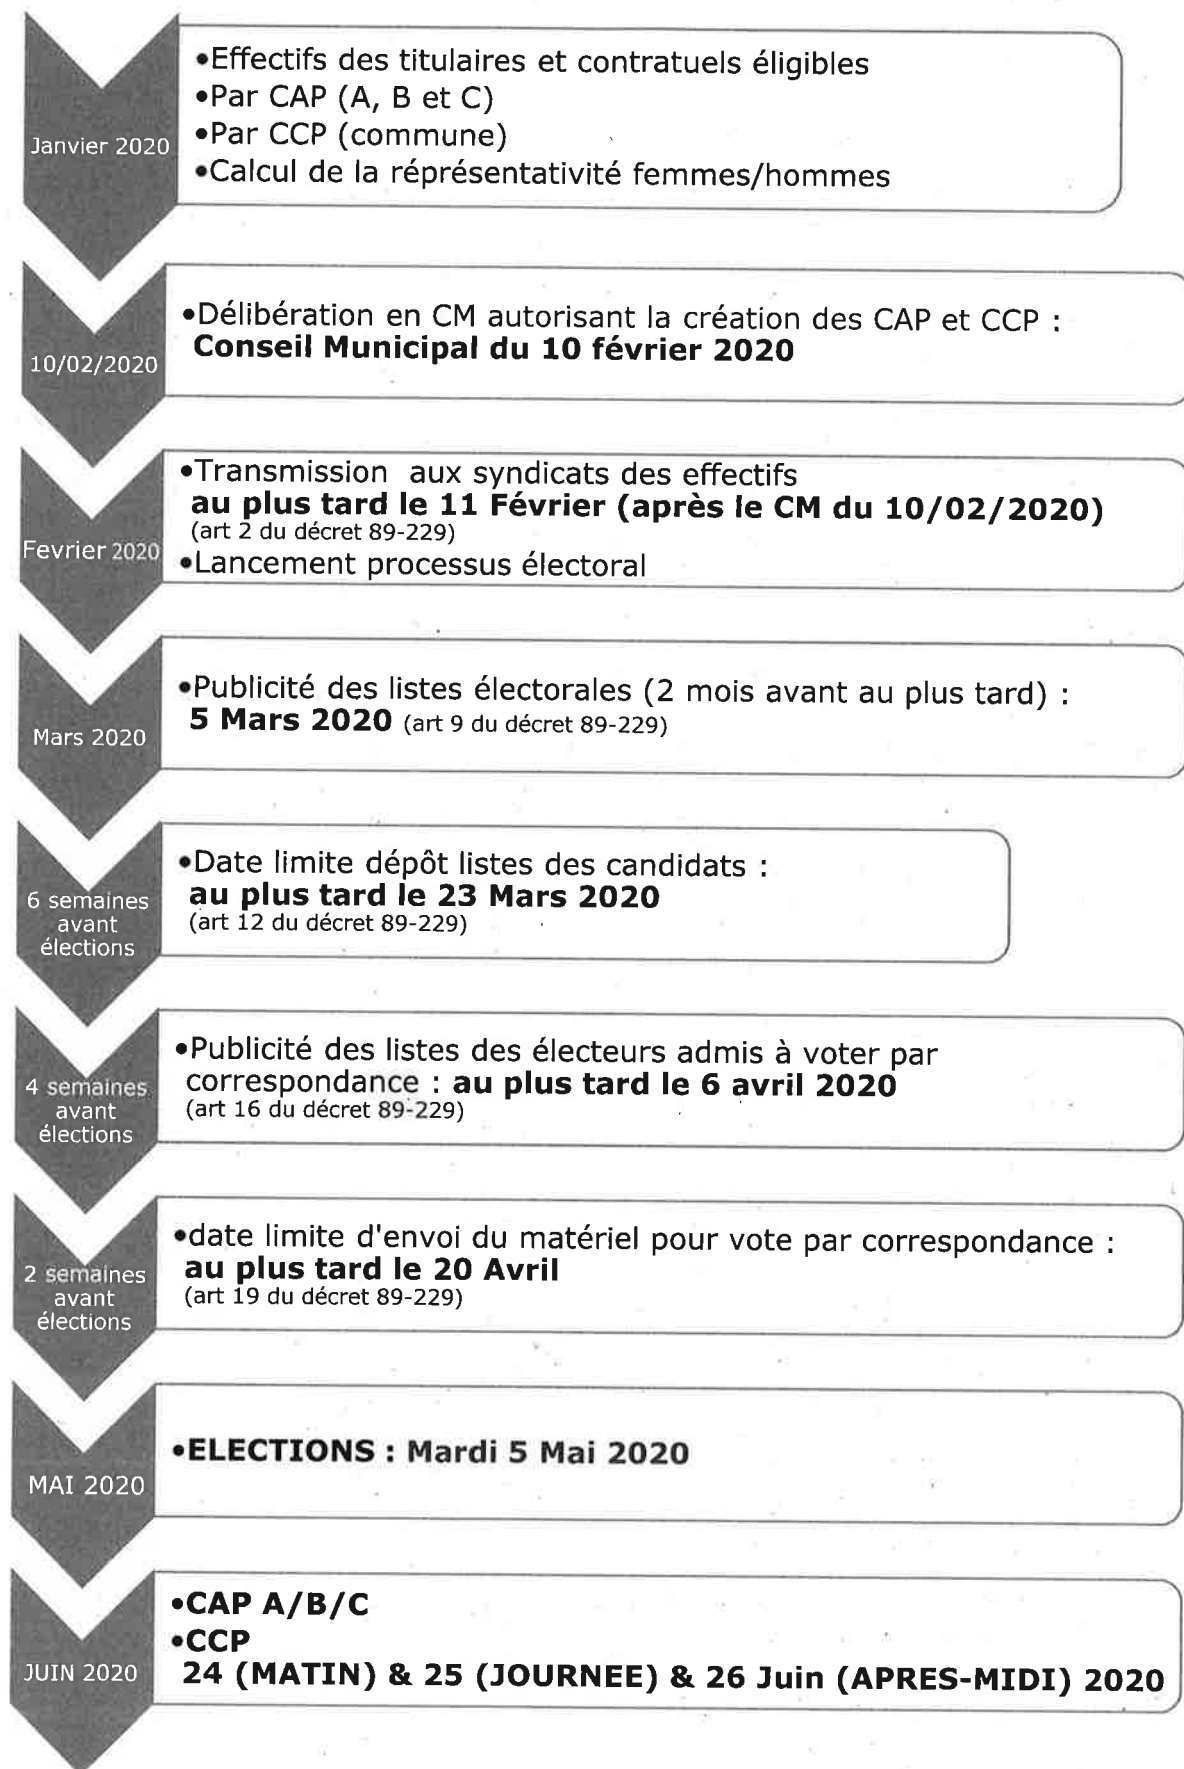 Janvier 2020
•Effectifs des titulaires et contratuels éligibles
•Par CAP (A, B et C)
•Par CCP (commune)
•Calcul de la réprésentativité femmes/hommes
10/02/2020
•Délibération en CM autorisant la création des CAP et CCP :
Conseil Municipal du 10 février 2020
Fevrier 2020
•Transmission aux syndicats des effectifs
au plus tard le 11 Février (après le CM du 10/02/2020)
(art 2 du décret 89-229)
•Lancement processus électoral
Mars 2020
•Publicité des listes électorales (2 mois avant au plus tard) :
5 Mars 2020 (art 9 du décret 89-229)
6 semaines
avant
élections
•Date limite dépôt listes des candidats :
au plus tard le 23 Mars 2020
(art 12 du décret 89-229)
4 semaines
avant
élections
•Publicité des listes des électeurs admis à voter par
correspondance : au plus tard le 6 avril 2020
(art 16 du décret 89-229)
2 semaines
avant
élections
•date limite d'envoi du matériel pour vote par correspondance :
au plus tard le 20 Avril
(art 19 du décret 89-229)
MAI 2020
•ELECTIONS : Mardi 5 Mai 2020
JUIN 2020
•CAP A/B/C
•CCP
24 (MATIN) & 25 (JOURNEE) & 26 Juin (APRES-MIDI) 2020